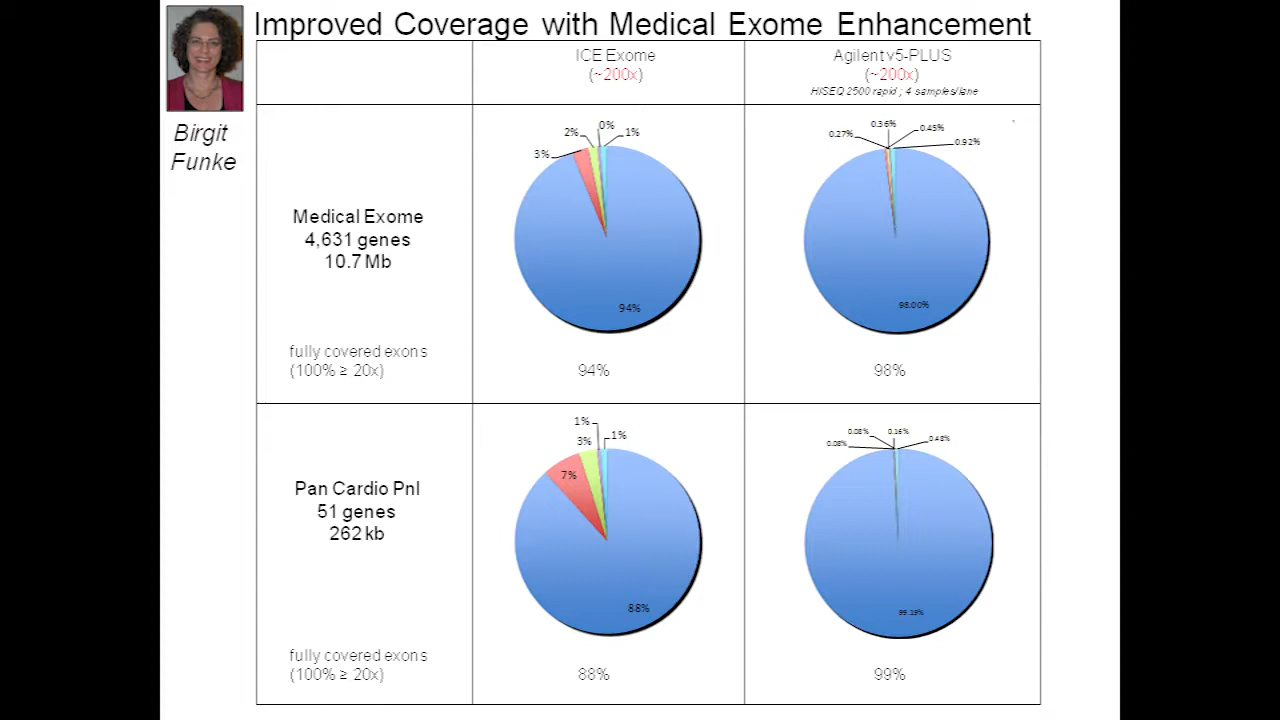 Improved Coverage with Medical Exome Enhancement
Birgit
Funke
ICE Exome
(~200x)
Agilent v5-PLUS
(~200x)
HISEQ 2500 rapid ; 4 samples/lane
Medical Exome
4,631 genes
10.7 Mb
3%
2%
0%
1%
94%
0.27%
0.36%
0.45%
0.92%
98.00%
fully covered exons
(100% ≥ 20x)
94%
98%
Pan Cardio Pnl
51 genes
262 kb
7%
3%
1%
1%
88%
0.08%
0.08%
0.16%
0.48%
99.19%
fully covered exons
(100% ≥ 20x)
88%
99%